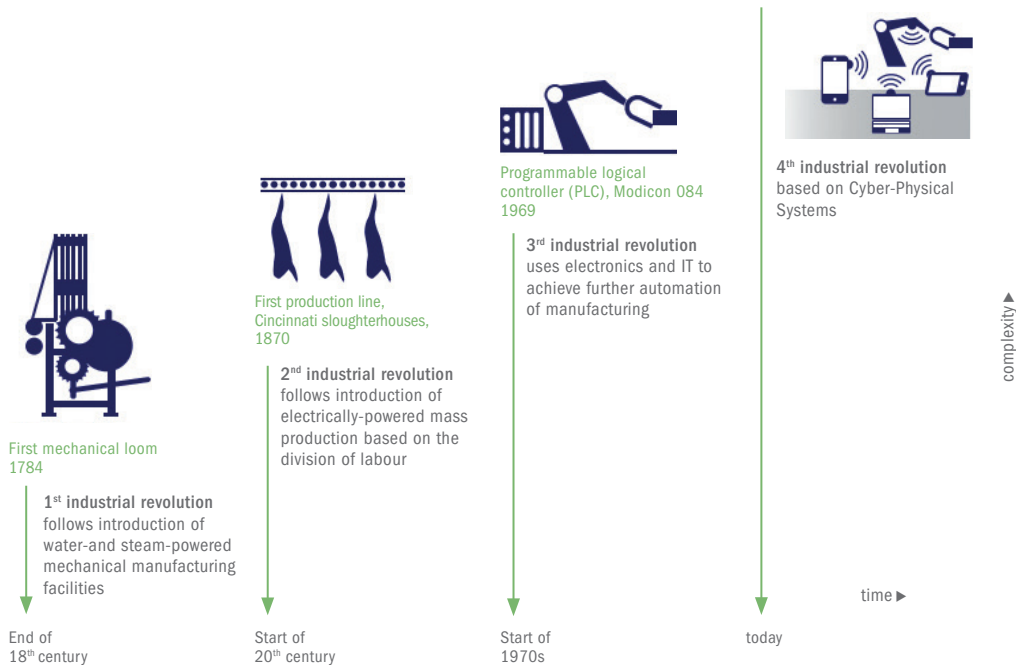 First mechanical loom
1784
1st industrial revolution
follows introduction of
water-and steam-powered
mechanical manufacturing
facilities
End of
18th century
First production line,
Cincinnati sloughterhouses,
1870
2nd industrial revolution
follows introduction of
electrically-powered mass
production based on the
division of labour
Start of
20th century
Programmable logical
controller (PLC), Modicon 084
1969
3rd industrial revolution
uses electronics and IT to
achieve further automation
of manufacturing
Start of
1970s
4th industrial revolution
based on Cyber-Physical
Systems
today
time ▶
complexity ▶